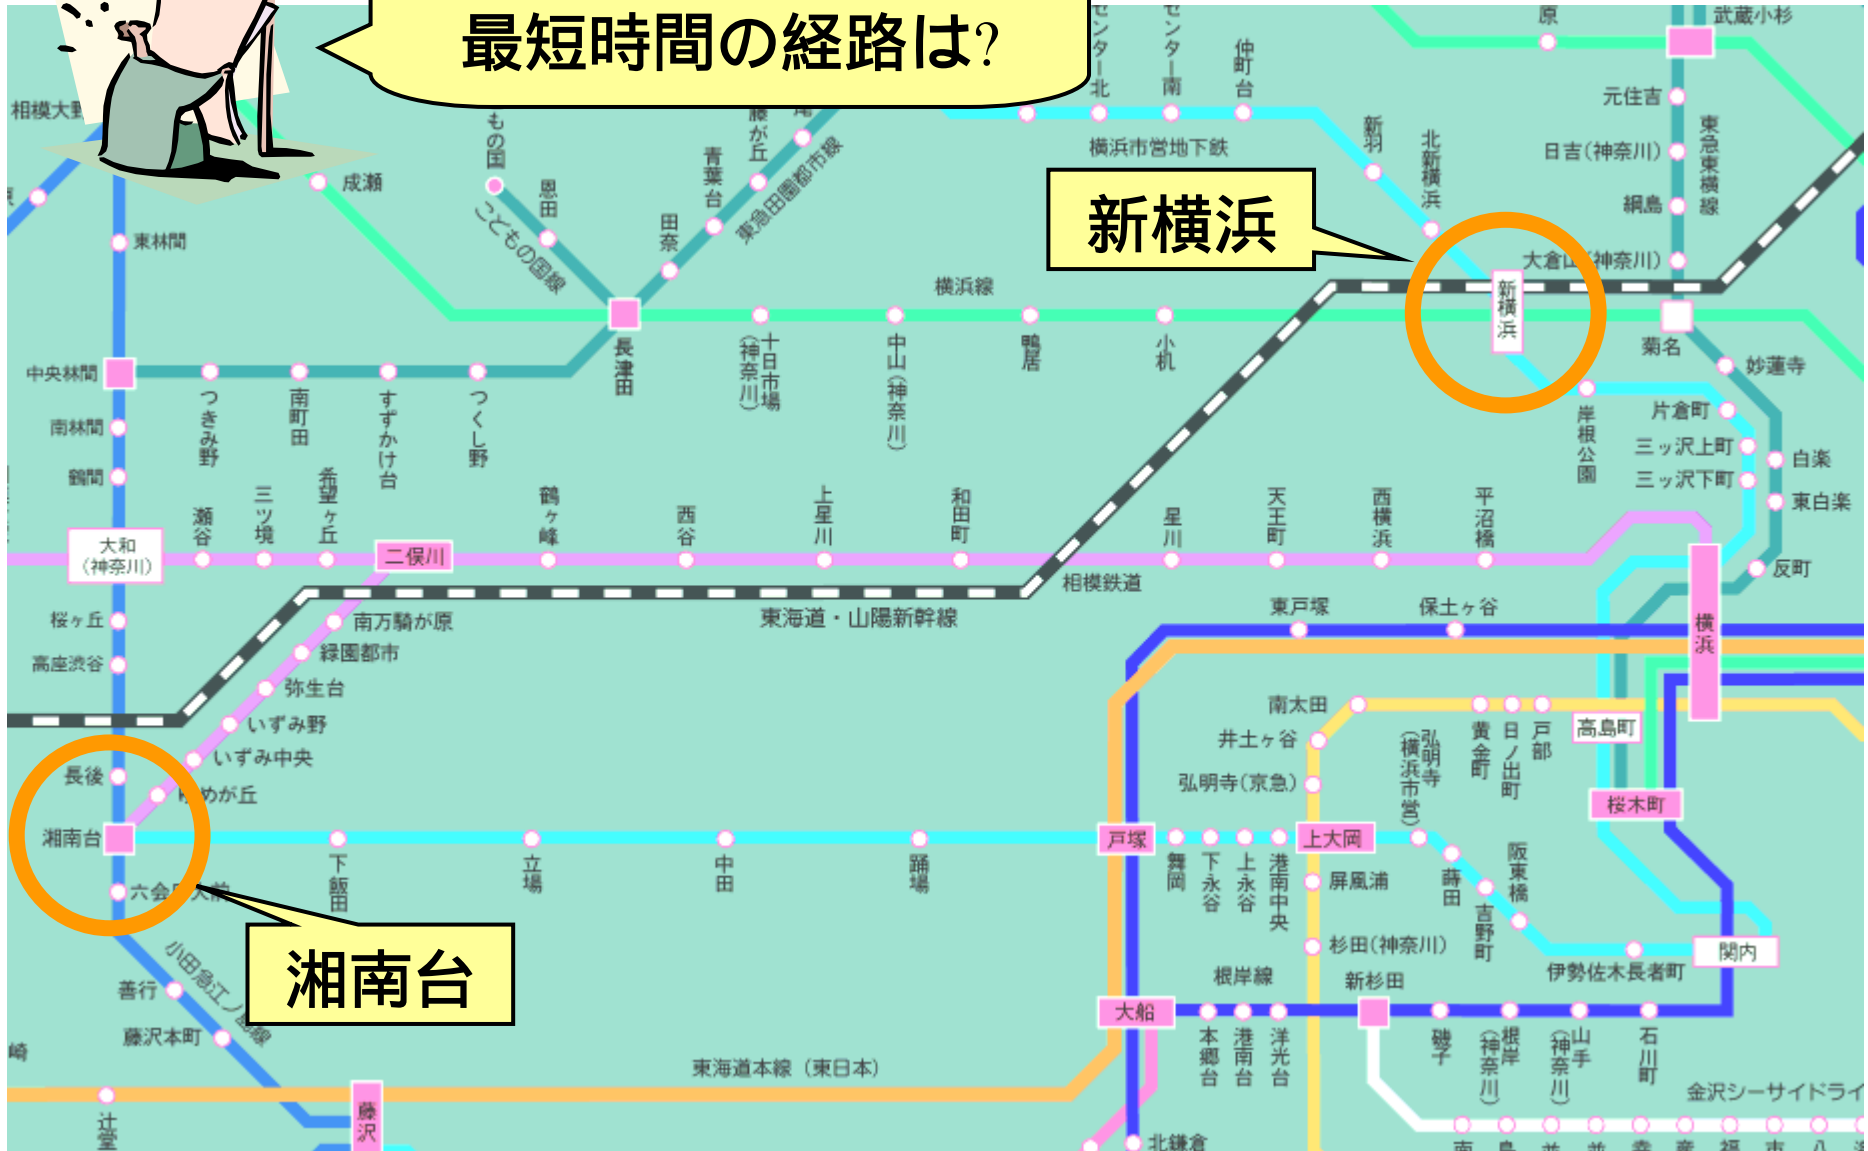 最短時間の経路は?
原
武蔵小杉
センター北
センター南
仲町台
元住吉
相模大野
もの国
藤が丘
横浜市営地下鉄
新羽
北新横浜
日吉(神奈川)
東急東横線
成瀬
恩田
青葉台
東急田園都市線
新横浜
綱島
こどもの国線
田奈
東林間
大倉山(神奈川)
横浜線
新横浜
中央林間
長津田
十日市場
(神奈川)
中山(神奈川)
鴨居
小机
菊名
妙蓮寺
つきみ野
南町田
すずかけ台
つくし野
岸根公園
片倉町
南林間
三ッ沢上町
白楽
鶴間
三ッ沢下町
東白楽
瀬谷
三ツ境
希望ヶ丘
鶴ヶ峰
西谷
上星川
和田町
星川
天王町
西横浜
平沼橋
大和
(神奈川)
二俣川
相模鉄道
反町
桜ヶ丘
南万騎が原
東海道・山陽新幹線
東戸塚
保土ヶ谷
横浜
高座渋谷
緑園都市
弥生台
いずみ野
南太田
黄金町
日ノ出町
戸部
高島町
井土ヶ谷
弘明寺
(横浜市営)
いずみ中央
長後
ゆめが丘
弘明寺(京急)
桜木町
湘南台
下飯田
立場
中田
踊場
戸塚
舞岡
下永谷
上永谷
港南中央
上大岡
蒔田
阪東橋
六会日大前
屏風浦
吉野町
小田急江ノ島線
湘南台
杉田(神奈川)
伊勢佐木長者町
関内
善行
根岸線
新杉田
藤沢本町
大船
本郷台
港南台
洋光台
磯子
根岸
(神奈川)
山手
(神奈川)
石川町
崎
東海道本線(東日本)
金沢シーサイドライ
辻堂
藤沢
北鎌倉